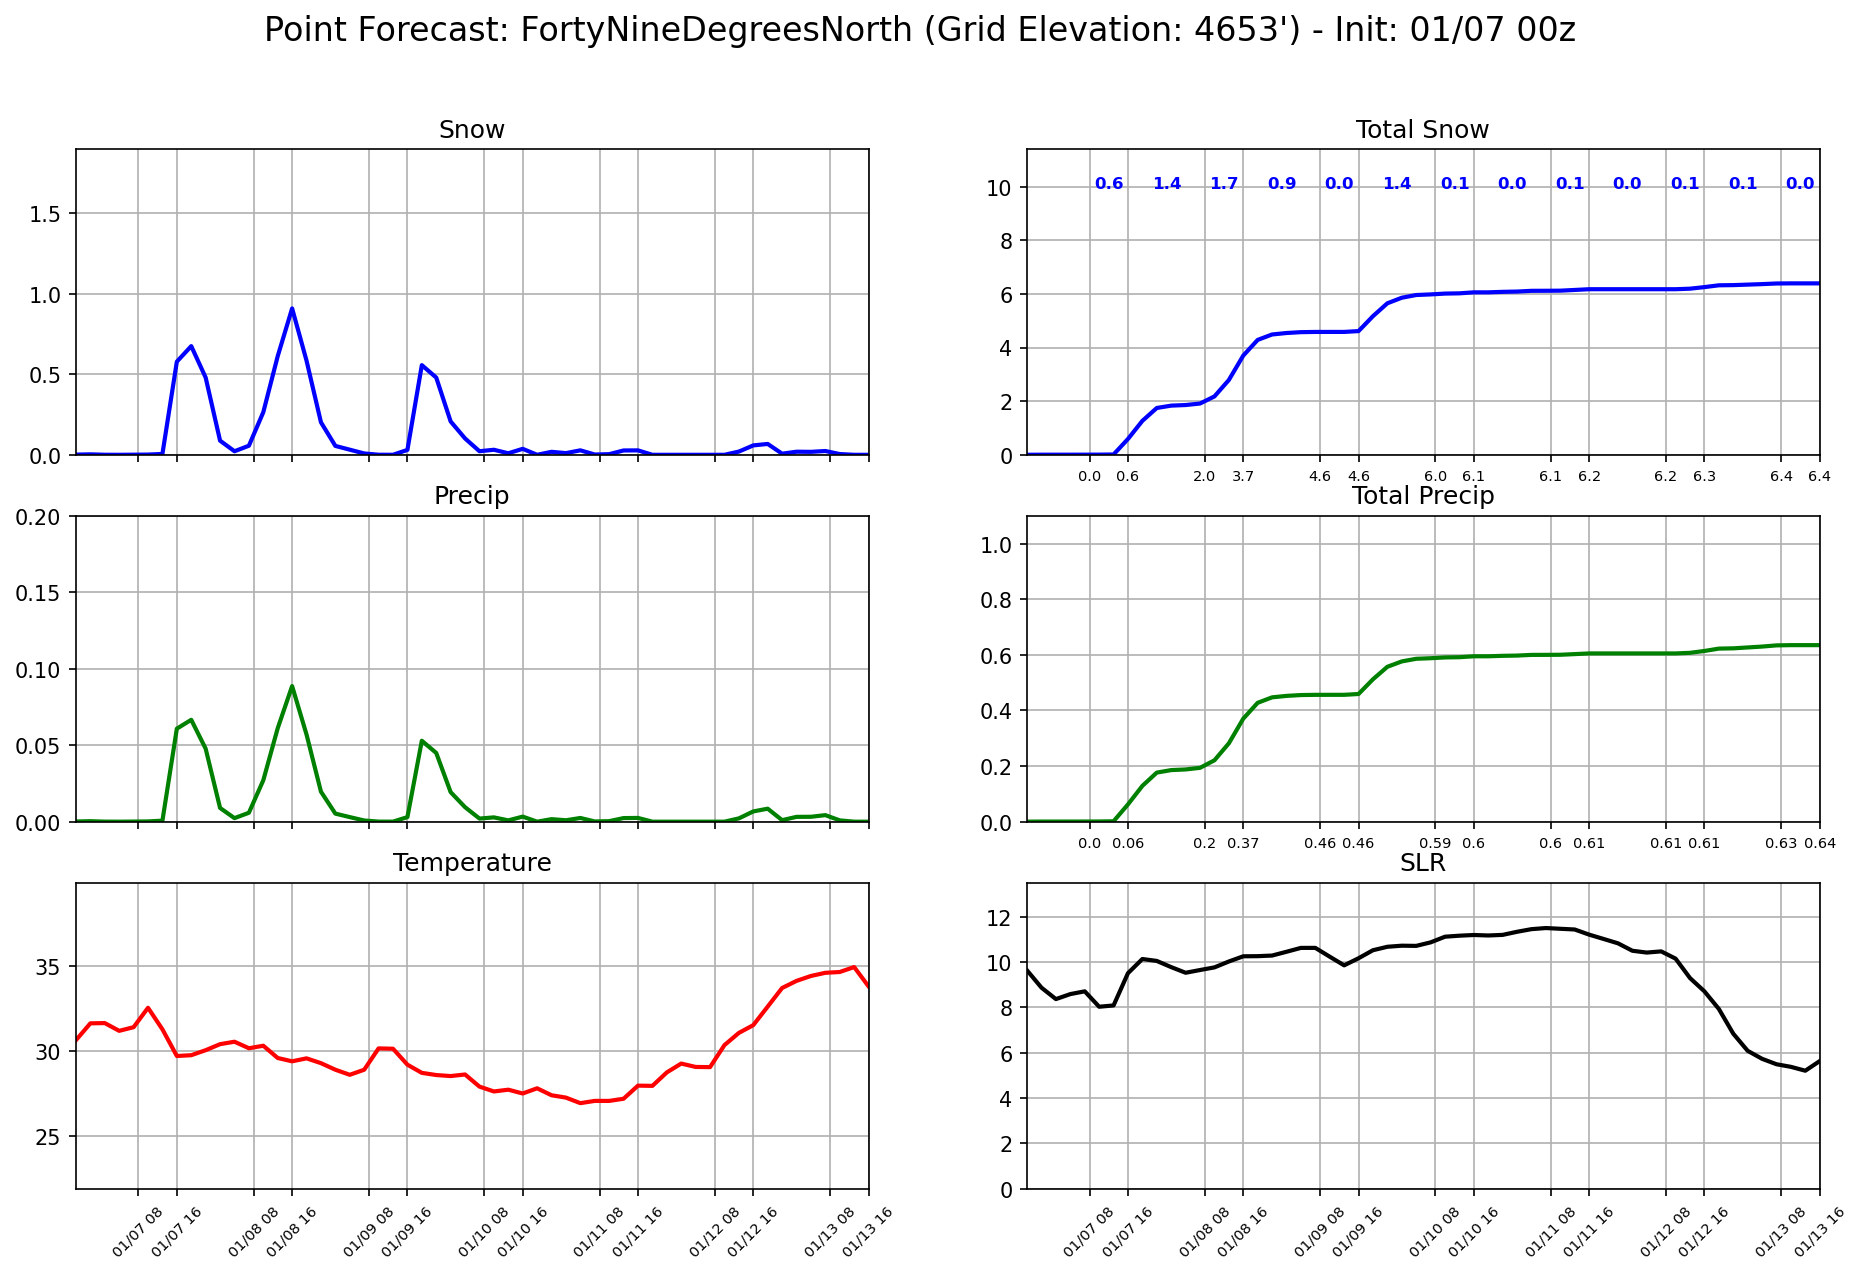 Point Forecast: FortyNineDegreesNorth (Grid Elevation: 4653') - Init: 01/07 00z
Snow
1.5
1.0
0.5
0.0
Total Snow
10
8
6
4
2
0
0.6 1.4 1.7 0.9 0.0 1.4 0.1 0.0 0.1 0.0 0.1 0.1 0.0
0.0 0.6 2.0 3.7 4.6 4.6 6.0 6.1 6.1 6.2 6.2 6.3 6.4 6.4
Precip
0.20
0.15
0.10
0.05
0.00
Total Precip
1.0
0.8
0.6
0.4
0.2
0.0
0.0 0.06 0.2 0.37 0.46 0.46 0.59 0.6 0.6 0.61 0.61 0.61 0.63 0.64
Temperature
35
30
25
01/07 08 01/07 16 01/08 08 01/08 16 01/09 08 01/09 16 01/10 08 01/10 16 01/11 08 01/11 16 01/12 08 01/12 16 01/13 08 01/13 16
SLR
12
10
8
6
4
2
0
01/07 08 01/07 16 01/08 08 01/08 16 01/09 08 01/09 16 01/10 08 01/10 16 01/11 08 01/11 16 01/12 08 01/12 16 01/13 08 01/13 16